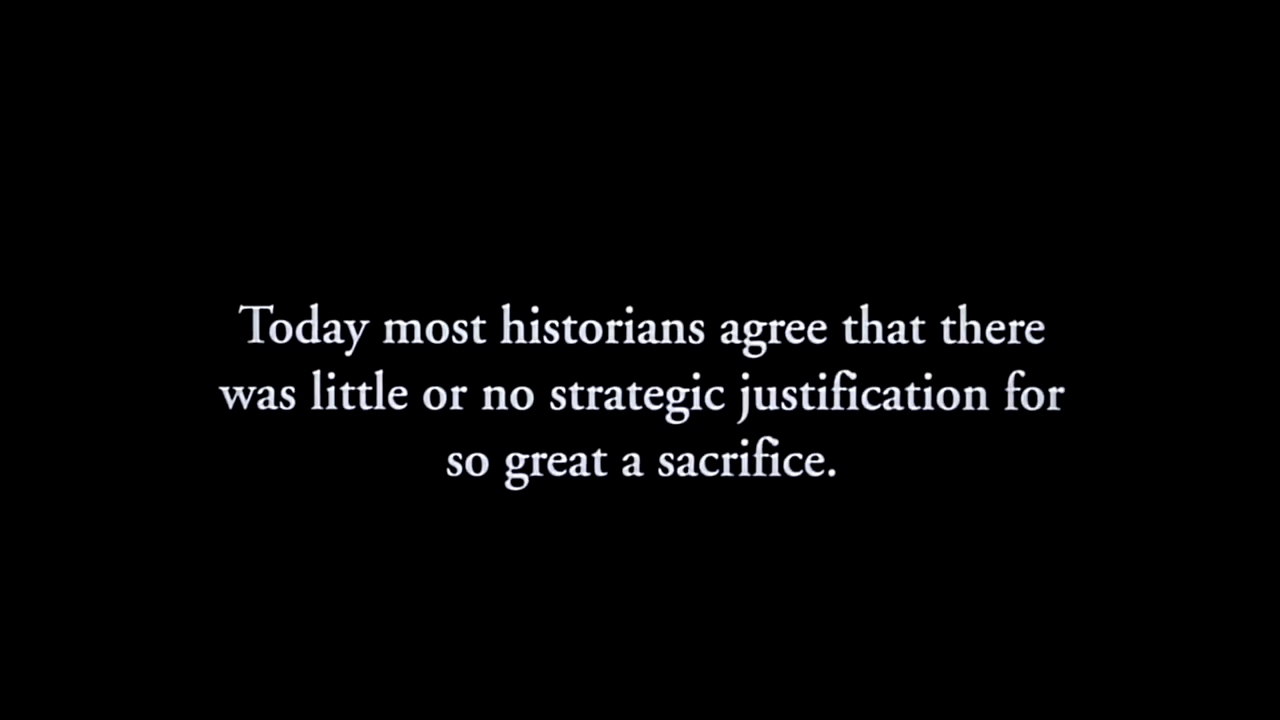 Today most historians agree that there
was little or no strategic justification for
so great a sacrifice.